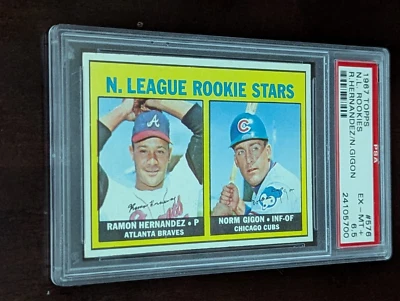 N. LEAGUE ROOKIE STARS
RAMON HERNANDEZ • P
ATLANTA BRAVES
NORM GIGON • INF-OF
CHICAGO CUBS
1967 TOPPS
N.L. ROOKIES
R.HERNANDEZ/N.GIGON
PSA
#576
EX-MT+
6.5
24105700